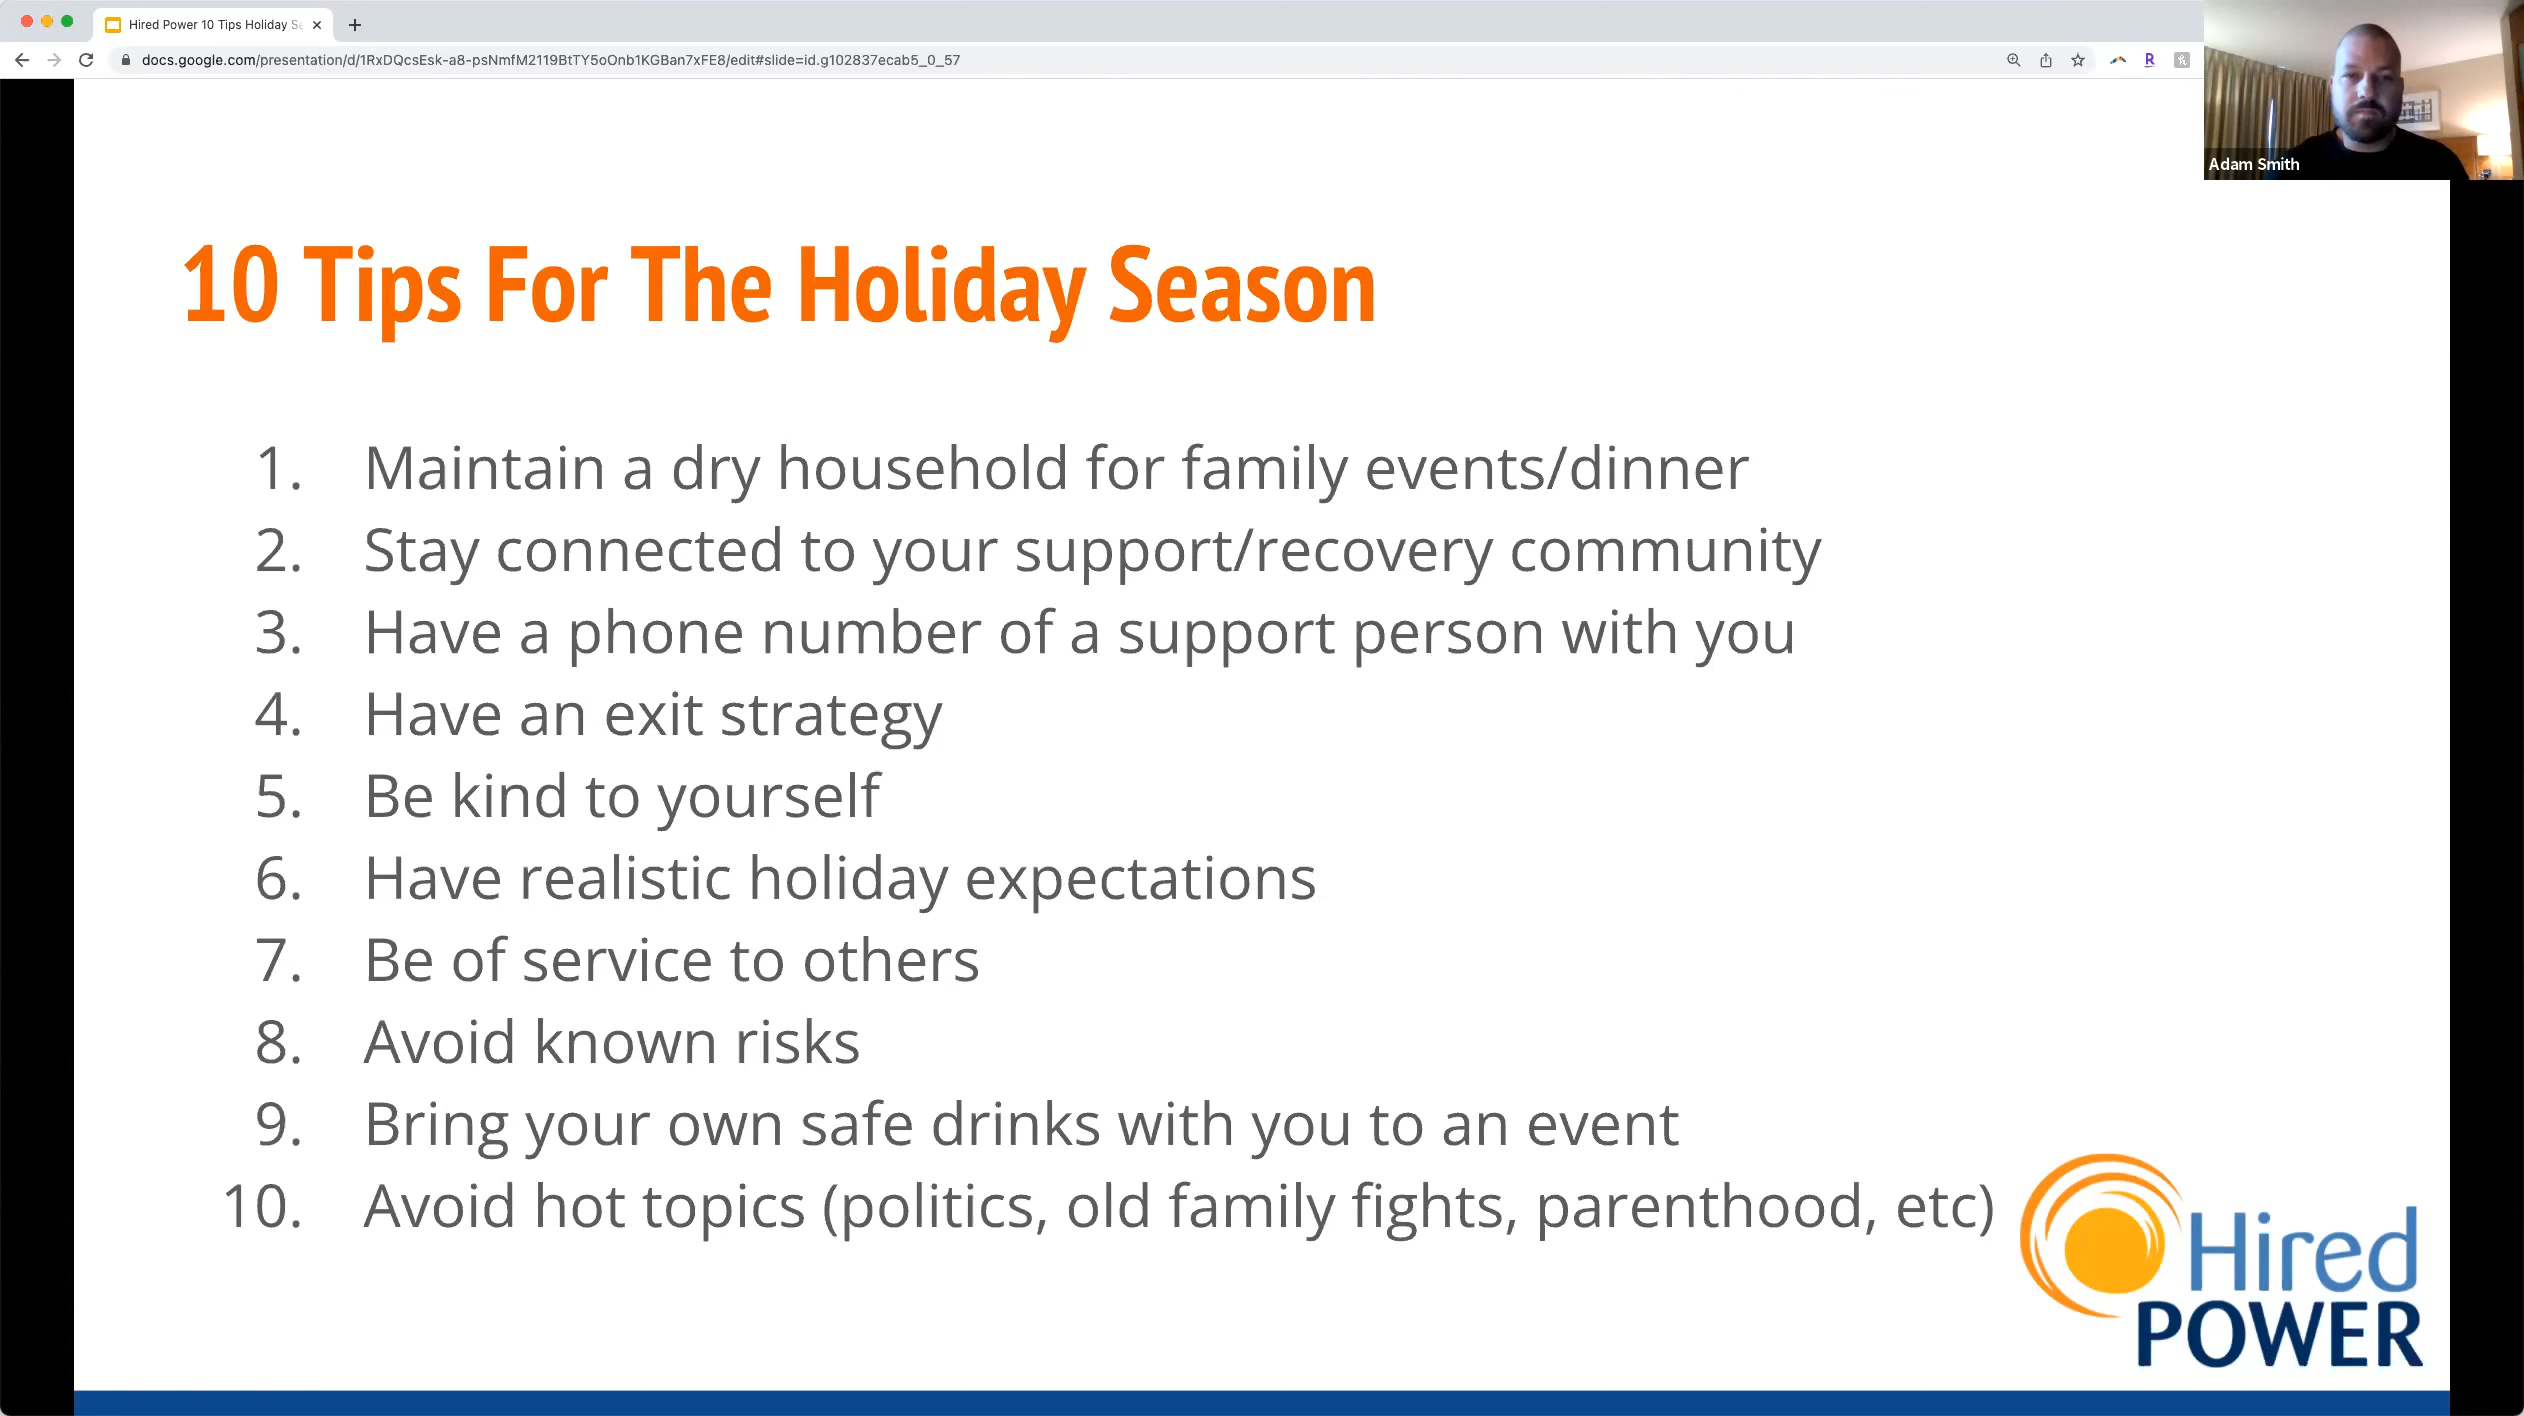 Hired Power 10 Tips Holiday Se
docs.google.com/presentation/d/1RxDQcsEsk-a8-psNmfM2119BtTY5oOnb1KGBan7xFE8/edit#slide=id.g102837ecab5_0_57
R
Adam Smith
10 Tips For The Holiday Season
1. Maintain a dry household for family events/dinner
2. Stay connected to your support/recovery community
3. Have a phone number of a support person with you
4. Have an exit strategy
5. Be kind to yourself
6. Have realistic holiday expectations
7. Be of service to others
8. Avoid known risks
9. Bring your own safe drinks with you to an event
10. Avoid hot topics (politics, old family fights, parenthood, etc)
Hired
POWER